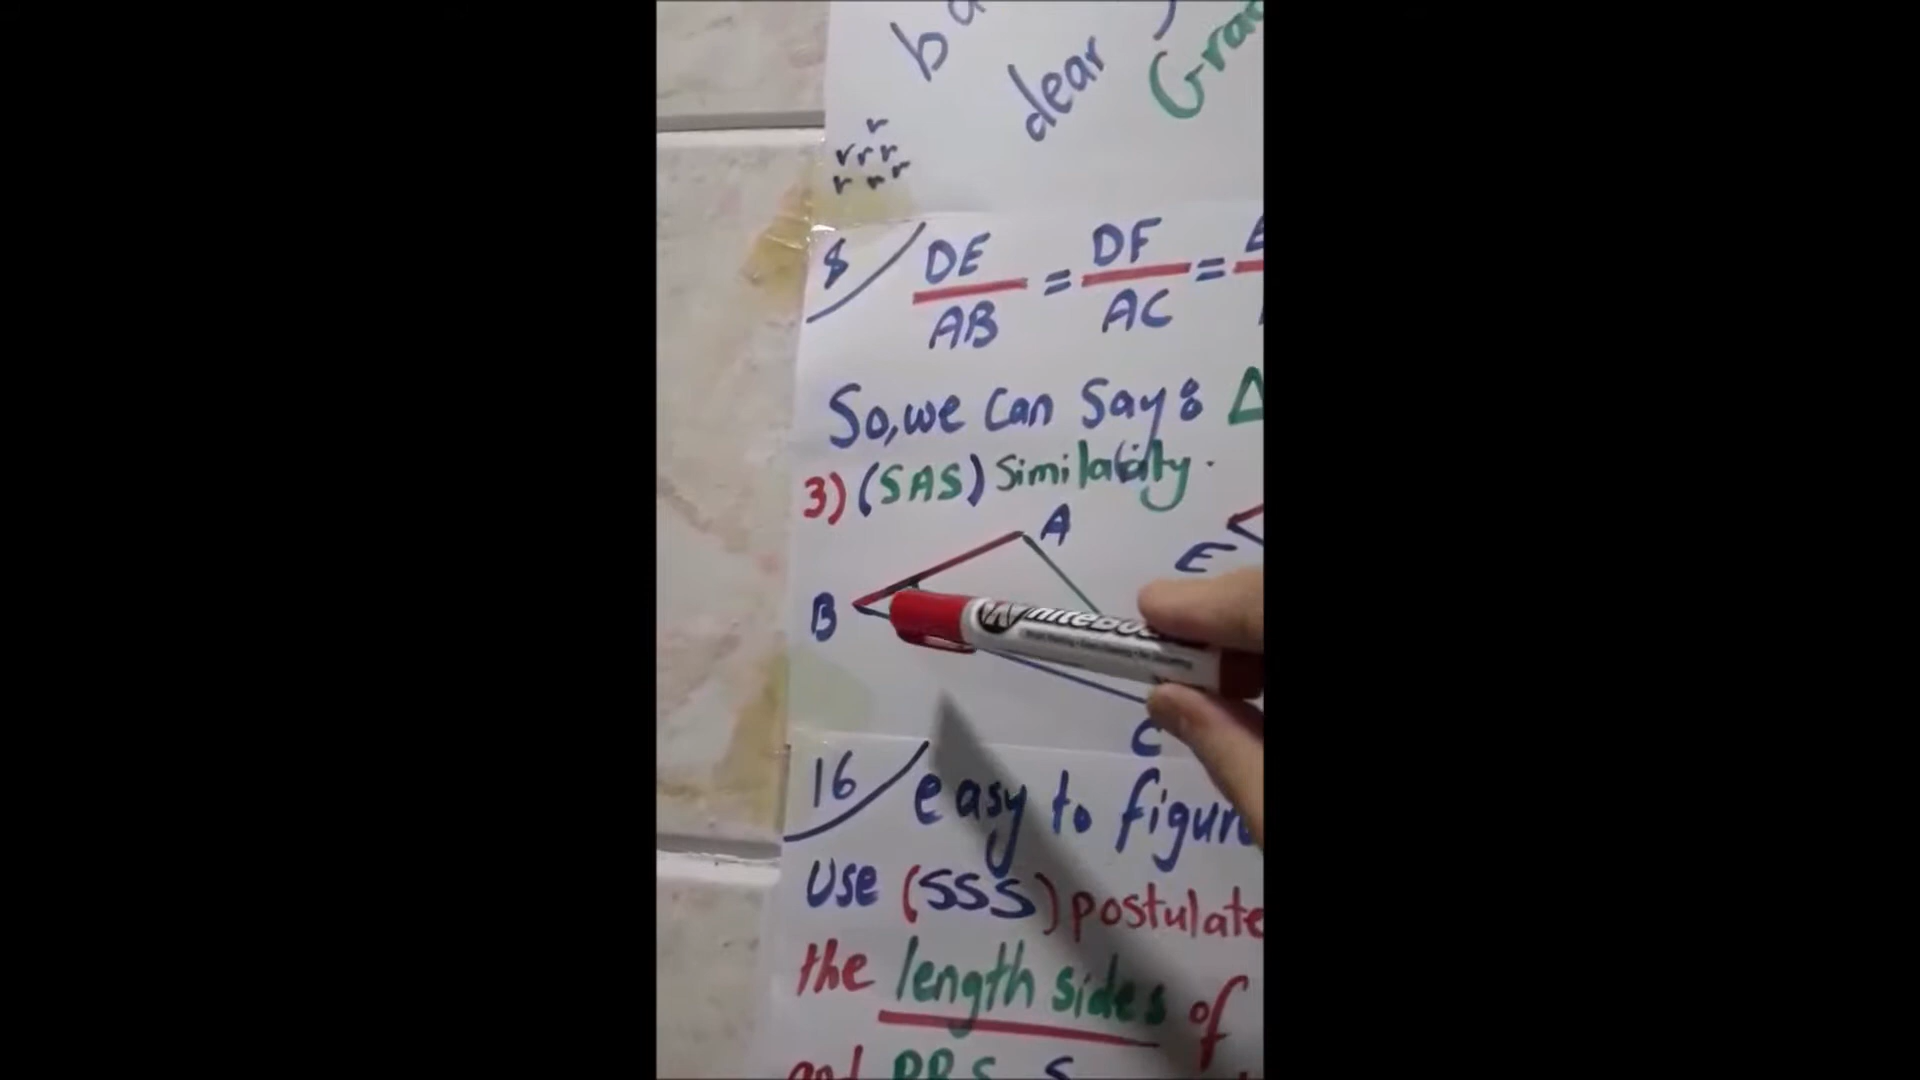 dear
r
r r r
r r r r
8
DE/AB = DF/AC =
So, we can say: Δ
3) (SAS) Similarity.
A
E
B
C
16
easy to figure
Use (SSS) postulate
the length sides of